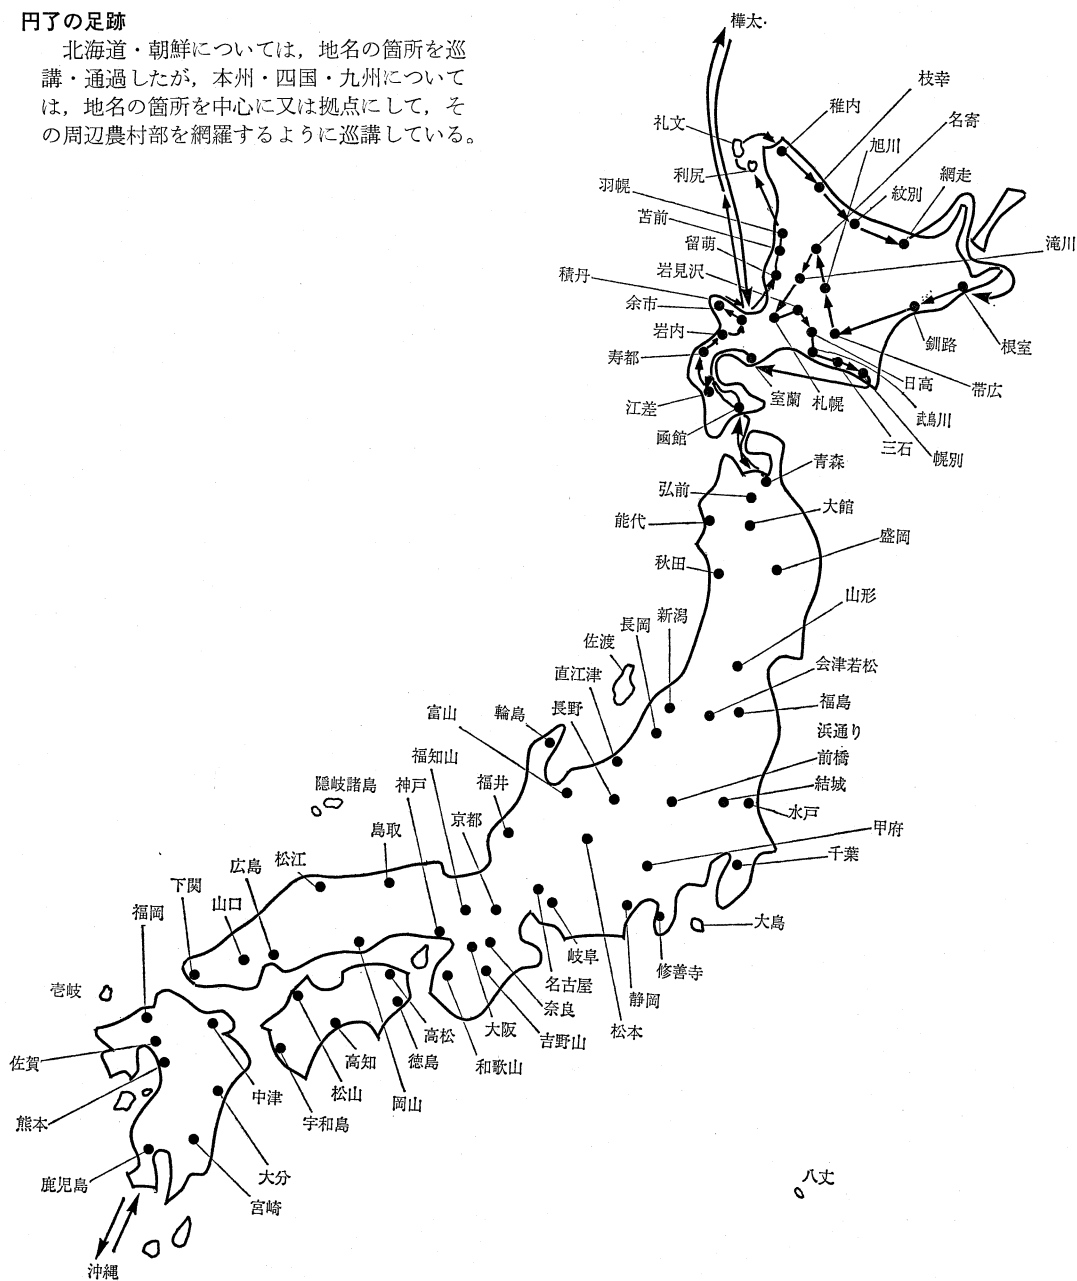 円了の足跡
北海道・朝鮮については，地名の箇所を巡
講・通過したが，本州・四国・九州について
は，地名の箇所を中心に又は拠点にして，そ
の周辺農村部を網羅するように巡講している。
樺太
枝幸
稚内
名寄
礼文
旭川
利尻
網走
羽幌
紋別
苫前
留萌
滝川
岩見沢
積丹
余市
岩内
釧路
根室
寿都
日高
帯広
江差
室蘭
札幌
鵡川
函館
三石
幌別
青森
弘前
大館
能代
盛岡
秋田
山形
新潟
長岡
佐渡
会津若松
直江津
福島
長野
輪島
富山
浜通り
福知山
前橋
隠岐諸島
神戸
福井
結城
水戸
京都
鳥取
甲府
千葉
松江
広島
下関
山口
福岡
大島
岐阜
修善寺
名古屋
壱岐
静岡
奈良
大阪
松本
高松
吉野山
佐賀
高知
徳島
和歌山
中津
松山
岡山
熊本
宇和島
鹿児島
大分
八丈
宮崎
沖縄